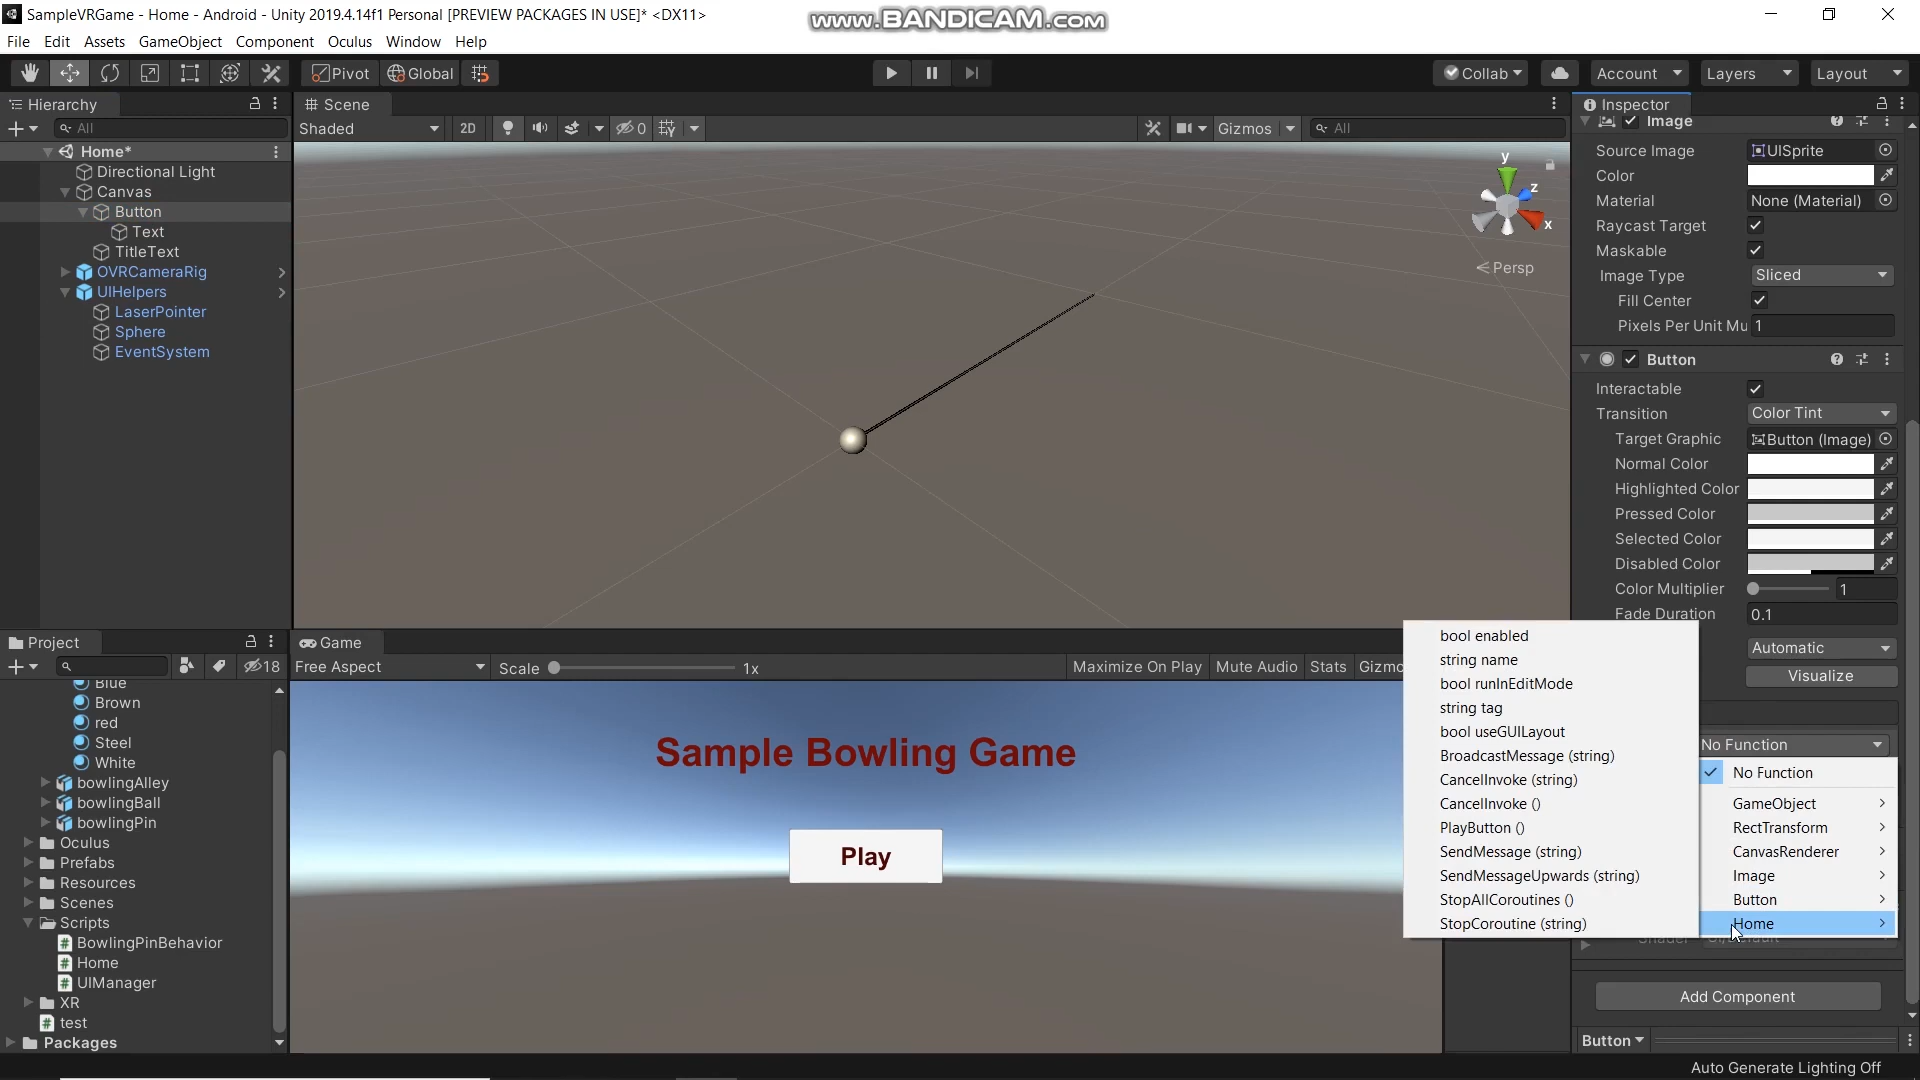 SampleVRGame - Home - Android - Unity 2019.4.14f1 Personal [PREVIEW PACKAGES IN USE]* <DX11>
www.BANDICAM.com
File Edit Assets GameObject Component Oculus Window Help
Pivot Global Collab Account Layers Layout
Hierarchy
All
Home*
Directional Light
Canvas
Button
Text
TitleText
OVRCameraRig
UIHelpers
LaserPointer
Sphere
EventSystem
Scene
Shaded 2D 0 Gizmos All
y
z
x
Persp
Project
18
Blue
Brown
red
Steel
White
bowlingAlley
bowlingBall
bowlingPin
Oculus
Prefabs
Resources
Scenes
Scripts
BowlingPinBehavior
Home
UIManager
XR
test
Packages
Game
Free Aspect Scale 1x Maximize On Play Mute Audio Stats Gizmo
Sample Bowling Game
Play
Inspector
Image
Source Image UISprite
Color
Material None (Material)
Raycast Target
Maskable
Image Type Sliced
Fill Center
Pixels Per Unit Mu 1
Button
Interactable
Transition Color Tint
Target Graphic Button (Image)
Normal Color
Highlighted Color
Pressed Color
Selected Color
Disabled Color
Color Multiplier 1
Fade Duration 0.1
Automatic
Visualize
No Function
No Function
GameObject
RectTransform
CanvasRenderer
Image
Button
Home
bool enabled
string name
bool runInEditMode
string tag
bool useGUILayout
BroadcastMessage (string)
CancelInvoke (string)
CancelInvoke ()
PlayButton ()
SendMessage (string)
SendMessageUpwards (string)
StopAllCoroutines ()
StopCoroutine (string)
Add Component
Button
Auto Generate Lighting Off